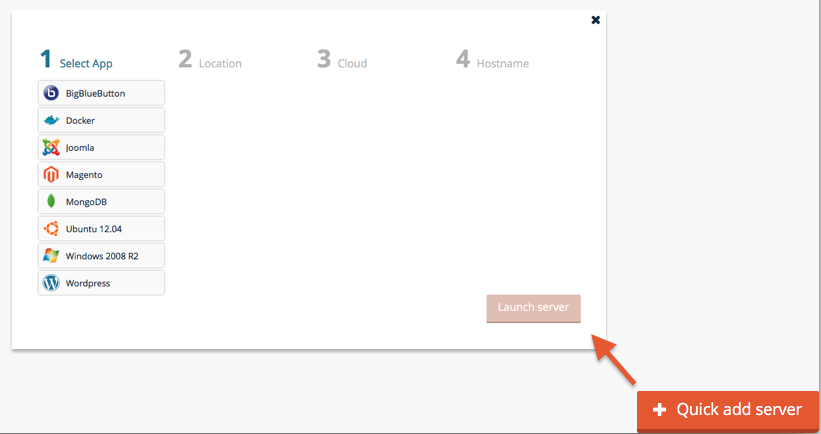 1 Select App
2 Location
3 Cloud
4 Hostname
BigBlueButton
Docker
Joomla
Magento
MongoDB
Ubuntu 12.04
Windows 2008 R2
Wordpress
Launch server
Quick add server